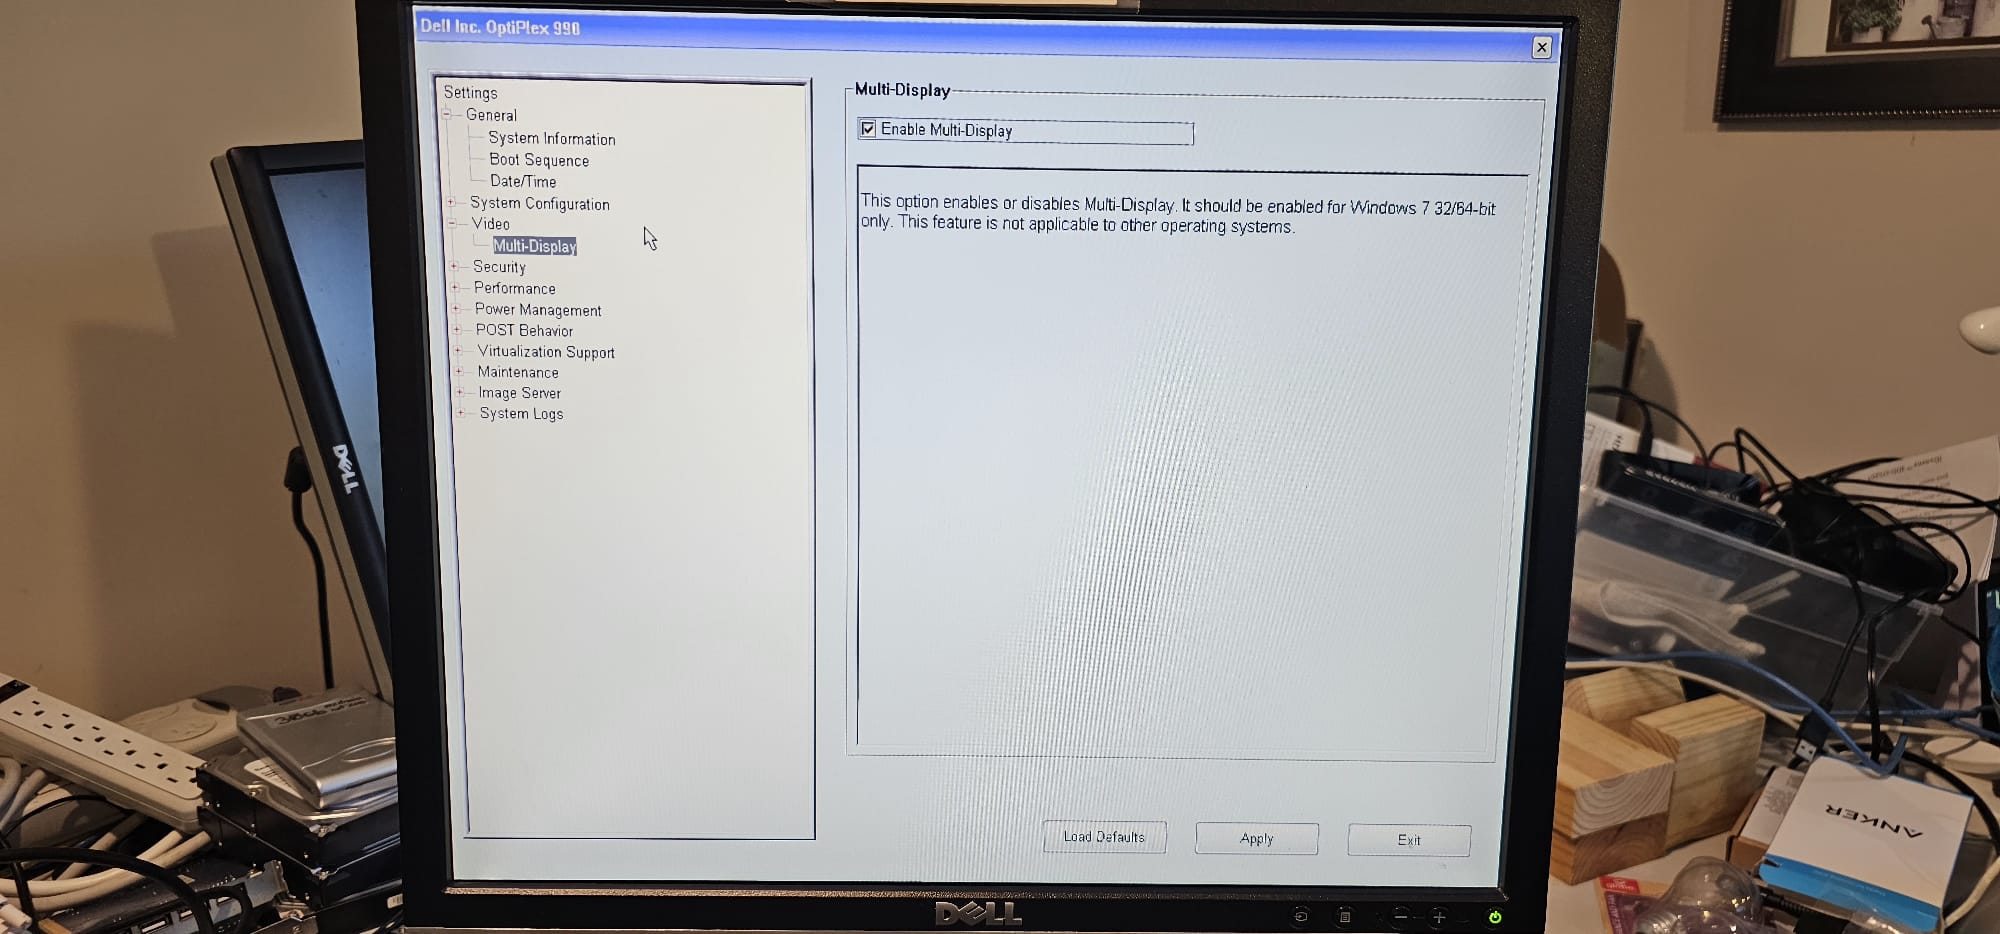 Dell Inc. OptiPlex 990
Settings
General
System Information
Boot Sequence
Date/Time
System Configuration
Video
Multi-Display
Security
Performance
Power Management
POST Behavior
Virtualization Support
Maintenance
Image Server
System Logs
Multi-Display
Enable Multi-Display
This option enables or disables Multi-Display. It should be enabled for Windows 7 32/64-bit
only. This feature is not applicable to other operating systems.
Load Defaults
Apply
Exit
DELL
DELL
ANKER